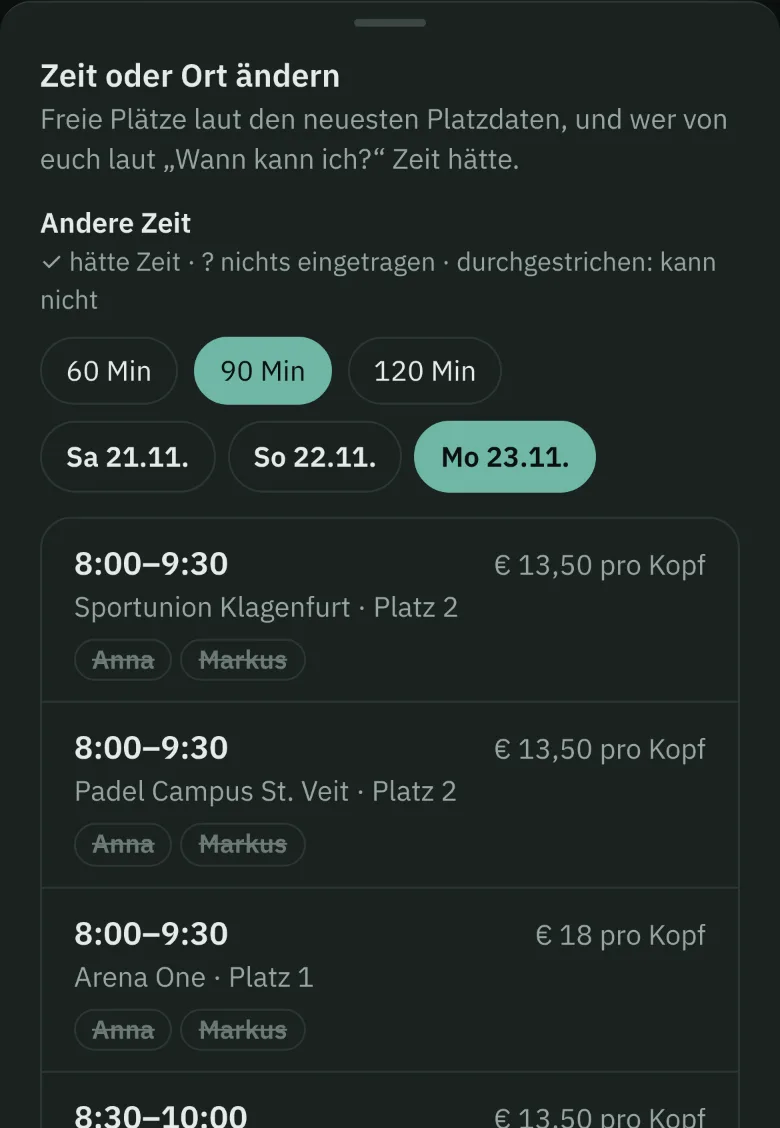 Zeit oder Ort ändern
Freie Plätze laut den neuesten Platzdaten, und wer von
euch laut „Wann kann ich?“ Zeit hätte.
Andere Zeit
✓ hätte Zeit · ? nichts eingetragen · durchgestrichen: kann
nicht
60 Min 90 Min 120 Min
Sa 21.11. So 22.11. Mo 23.11.
8:00–9:30 € 13,50 pro Kopf
Sportunion Klagenfurt · Platz 2
Anna Markus
8:00–9:30 € 13,50 pro Kopf
Padel Campus St. Veit · Platz 2
Anna Markus
8:00–9:30 € 18 pro Kopf
Arena One · Platz 1
Anna Markus
8:30–10:00 € 13,50 pro Kopf